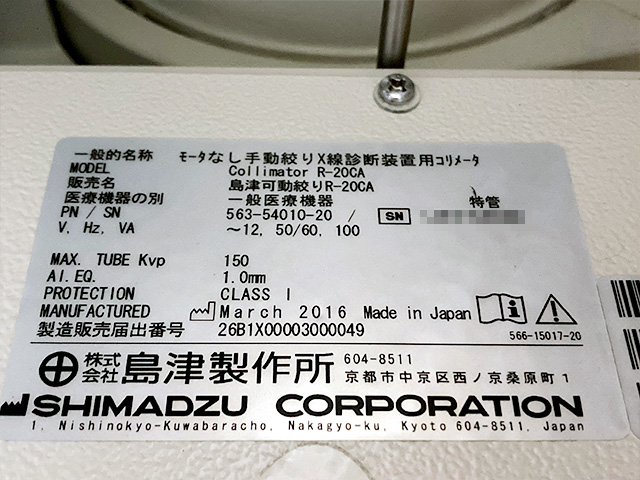 一般的名称 モータなし手動絞りX線診断装置用コリメータ
MODEL Collimator R-20CA
販売名 島津可動絞りR-20CA
医療機器の別 一般医療機器 特管
PN / SN 563-54010-20 / SN
V, Hz, VA ～12, 50/60, 100
MAX. TUBE Kvp 150
Al.EQ. 1.0mm
PROTECTION CLASS I
MANUFACTURED March 2016 Made in Japan
製造販売届出番号 26B1X00003000049
566-15017-20
株式会社 島津製作所 604-8511
京都市中京区西ノ京桑原町1
SHIMADZU CORPORATION
1, Nishinokyo-Kuwabaracho, Nakagyo-ku, Kyoto 604-8511, Japan